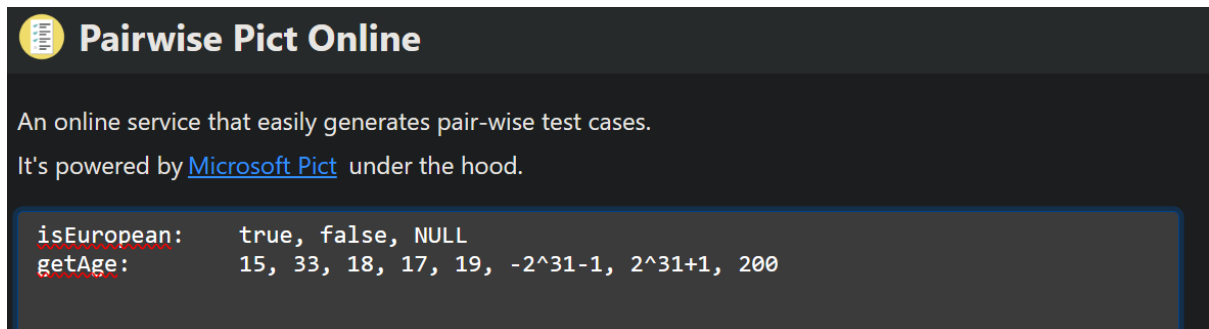 Pairwise Pict Online
An online service that easily generates pair-wise test cases.
It's powered by Microsoft Pict under the hood.
isEuropean: true, false, NULL
getAge: 15, 33, 18, 17, 19, -2^31-1, 2^31+1, 200